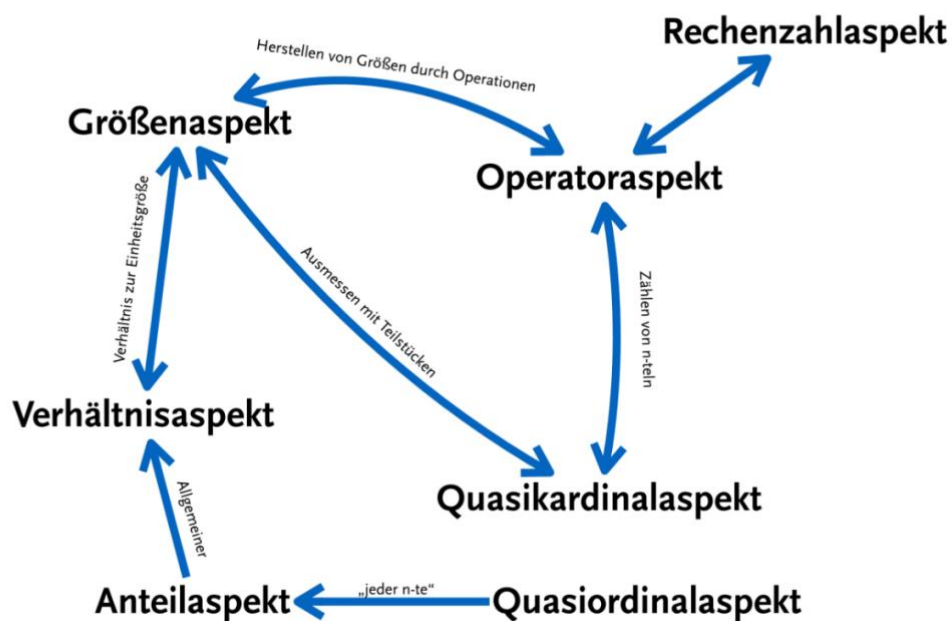 Rechenzahlaspekt
Herstellen von Größen durch Operationen
Größenaspekt
Operatoraspekt
Verhältnis zur Einheitsgröße
Ausmessen mit Teilstücken
Zählen von n-teln
Verhältnisaspekt
Allgemeiner
Quasikardinalaspekt
Anteilaspekt
„jeder n-te“
Quasiordinalaspekt